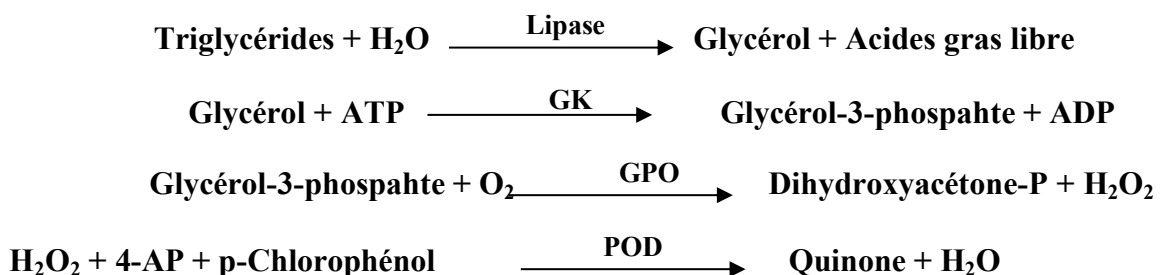 Triglycérides + H₂O Lipase Glycérol + Acides gras libre
Glycérol + ATP GK Glycérol-3-phospahte + ADP
Glycérol-3-phospahte + O₂ GPO Dihydroxyacétone-P + H₂O₂
H₂O₂ + 4-AP + p-Chlorophénol POD Quinone + H₂O